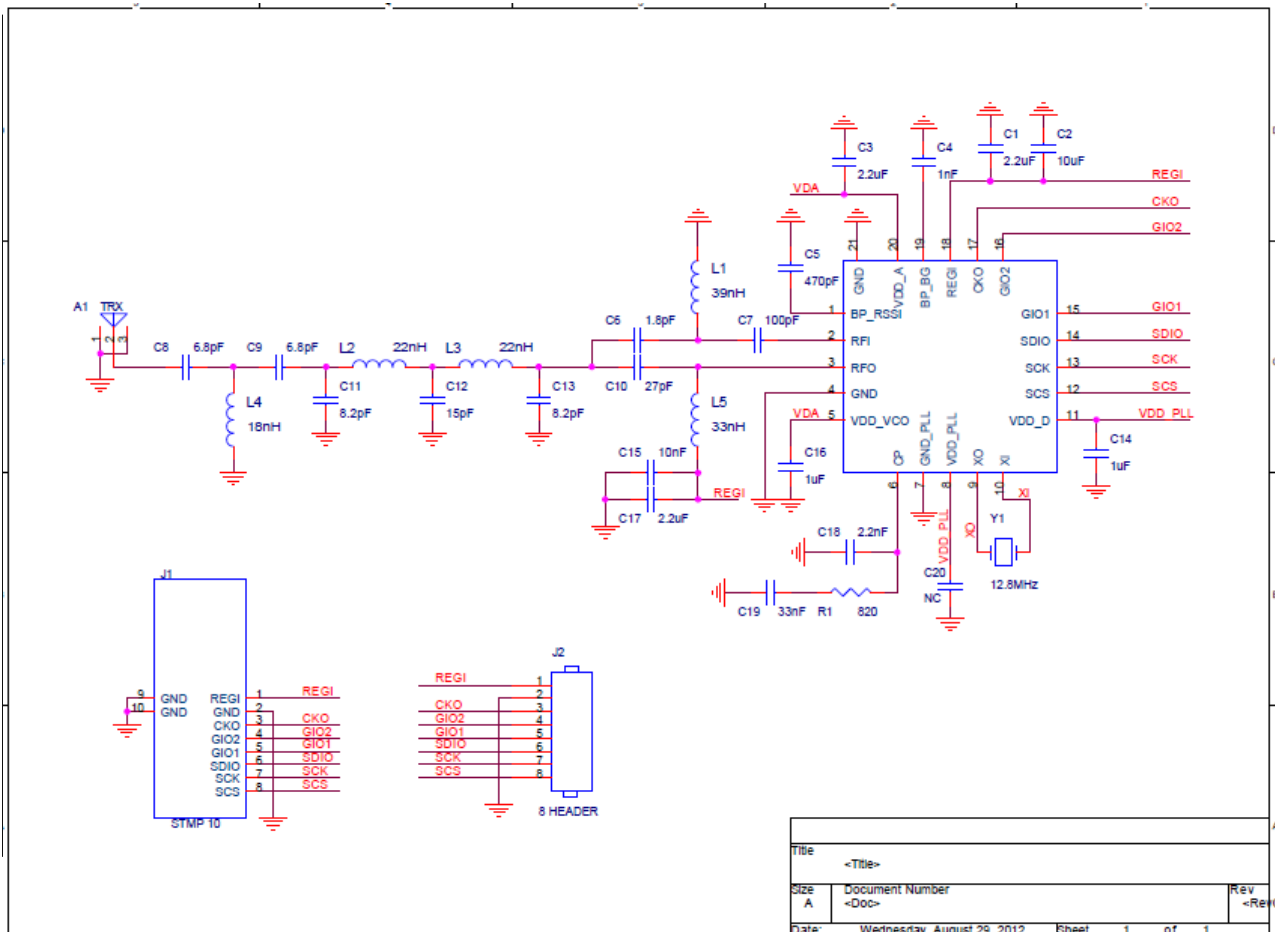 C3
2.2uF
C4
1nF
C1
2.2uF
C2
10uF
REGI
CKO
GIO2
VDA
21
20
19
18
17
16
GND
VDD_A
BP_BG
REGI
CKO
GIO2
C5
470pF
L1
39nH
A1
TRX
1
2
3
C8
6.8pF
C9
6.8pF
L2
22nH
L3
22nH
C6
1.8pF
C7
100pF
C10
27pF
L4
18nH
C11
8.2pF
C12
15pF
C13
8.2pF
L5
33nH
C15
10nF
C17
2.2uF
REGI
VDA
C16
1uF
1
BP_RSSI
2
RFI
3
RFO
4
GND
5
VDD_VCO
GIO1
15
GIO1
SDIO
14
SDIO
SCK
13
SCK
SCS
12
SCS
VDD_D
11
VDD_PLL
C14
1uF
CP
GND_PLL
VDD_PLL
XO
XI
6
7
8
9
10
XI
XO
VDD_PLL
Y1
12.8MHz
C18
2.2nF
C20
NC
C19
33nF
R1
820
J1
9
GND
10
GND
REGI
1
REGI
GND
2
CKO
3
CKO
GIO2
4
GIO2
GIO1
5
GIO1
SDIO
6
SDIO
SCK
7
SCK
SCS
8
SCS
STMP 10
J2
REGI
1
2
CKO
3
GIO2
4
GIO1
5
SDIO
6
SCK
7
SCS
8
8 HEADER
Title
<Title>
Size
A
Document Number
<Doc>
Rev
Date:
Wednesday, August 29, 2012
Sheet
1
of
1